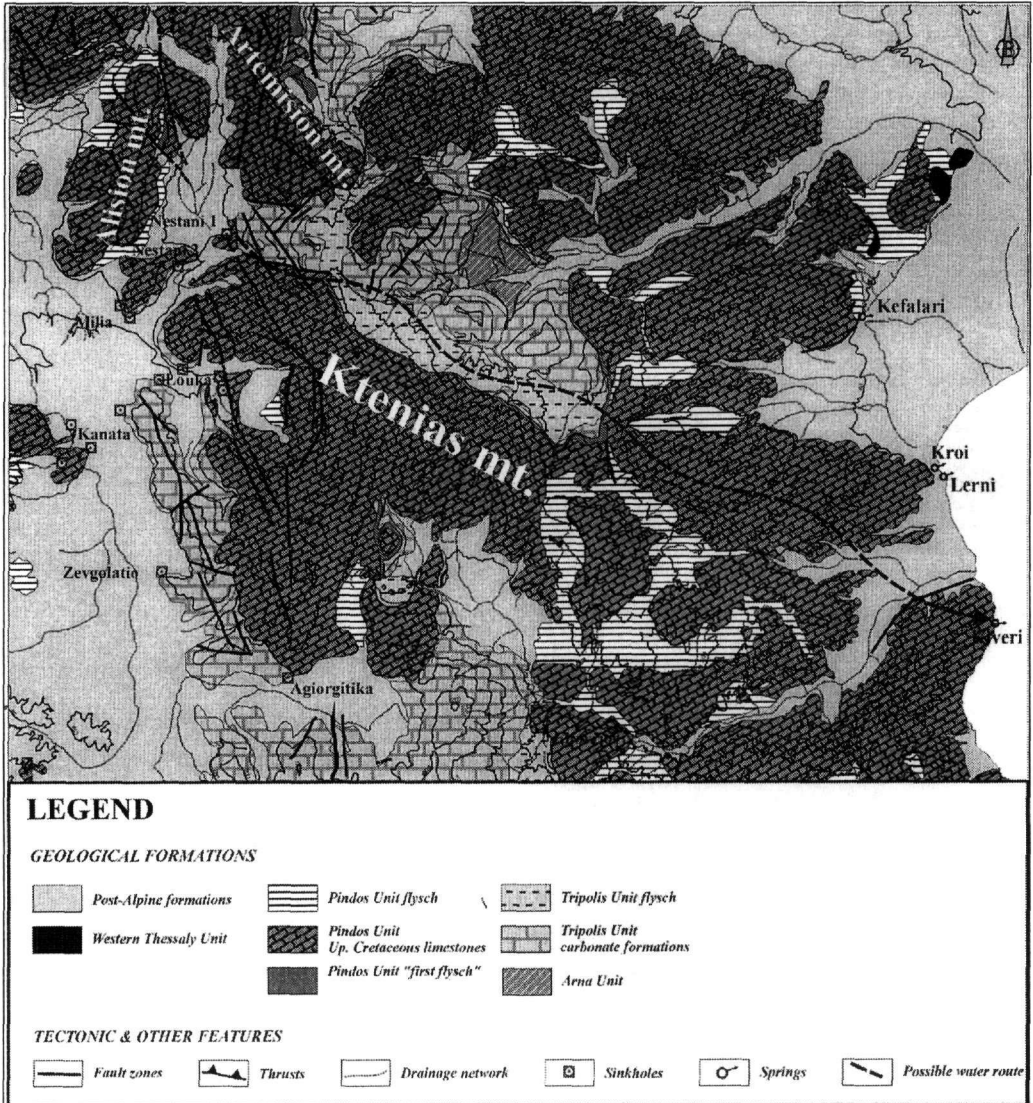 Artemision mt.
Alision mt.
Nestani 1
Milia
Louka
Kanata
Zevgolatio
Agiorgitika
Ktenias mt.
Kefalari
Kroi
Lerni
LEGEND
GEOLOGICAL FORMATIONS
Post-Alpine formations
Western Thessaly Unit
Pindos Unit flysch
Pindos Unit
Up. Cretaceous limestones
Pindos Unit "first flysch"
Tripolis Unit flysch
Tripolis Unit
carbonate formations
Arna Unit
TECTONIC & OTHER FEATURES
Fault zones
Thrusts
Drainage network
Sinkholes
Springs
Possible water route